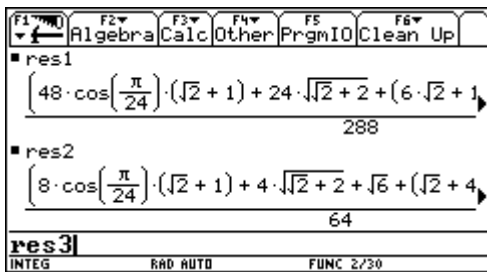 F1 F2 F3 F4 F5 F6
Algebra Calc Other PrgmIO Clean Up
▪ res1
(48·cos(π/24)·(√2 + 1) + 24·√(√2 + 2) + (6·√2 + 1▶
288
▪ res2
(8·cos(π/24)·(√2 + 1) + 4·√(√2 + 2) + √6 + (√2 + 4▶
64
res3
INTEG RAD AUTO FUNC 2/30